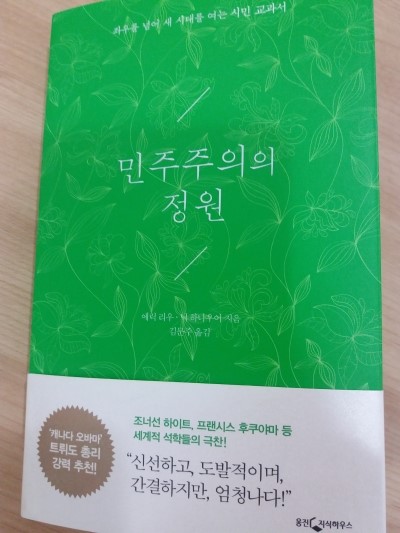 좌우를 넘어 새 시대를 여는 시민 교과서
민주주의의
정원
에릭 리우·닉 하나우어 지음
김문주 옮김
'캐나다 오바마'
트뤼도 총리
강력 추천!
조너선 하이트, 프랜시스 후쿠야마 등
세계적 석학들의 극찬!
“신선하고, 도발적이며,
간결하지만, 엄청나다!”
웅진 지식하우스